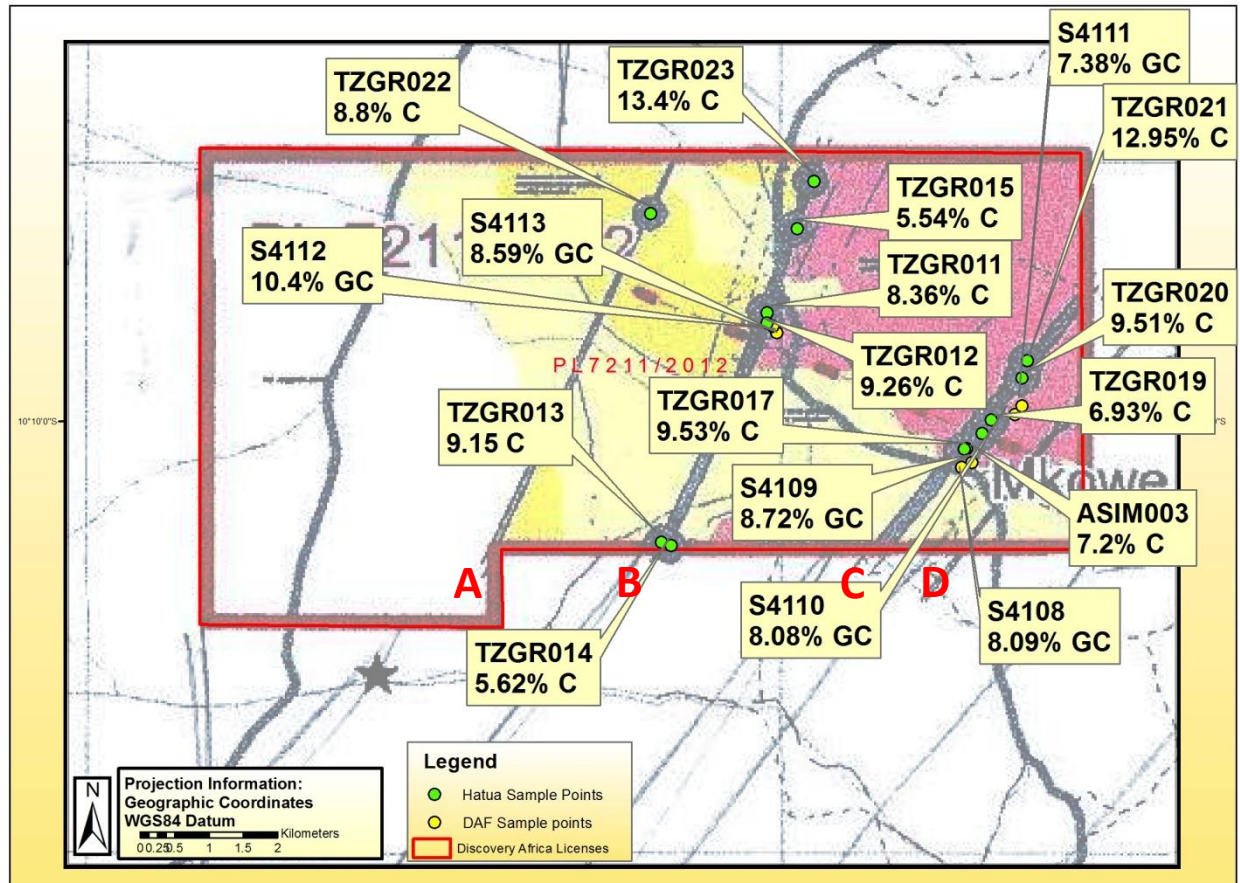 S4111
7.38% GC
TZGR023
13.4% C
TZGR022
8.8% C
TZGR021
12.95% C
TZGR015
5.54% C
S4113
8.59% GC
S4112
10.4% GC
TZGR011
8.36% C
TZGR020
9.51% C
PL7211/2012
TZGR012
9.26% C
TZGR019
6.93% C
TZGR017
9.53% C
TZGR013
9.15 C
10°10'0"S
Mkowe
S4109
8.72% GC
ASIM003
7.2% C
A
B
C
D
S4110
8.08% GC
S4108
8.09% GC
TZGR014
5.62% C
N
Projection Information:
Geographic Coordinates
WGS84 Datum
Kilometers
0 0.25 0.5 1 1.5 2
Legend
Hatua Sample Points
DAF Sample points
Discovery Africa Licenses